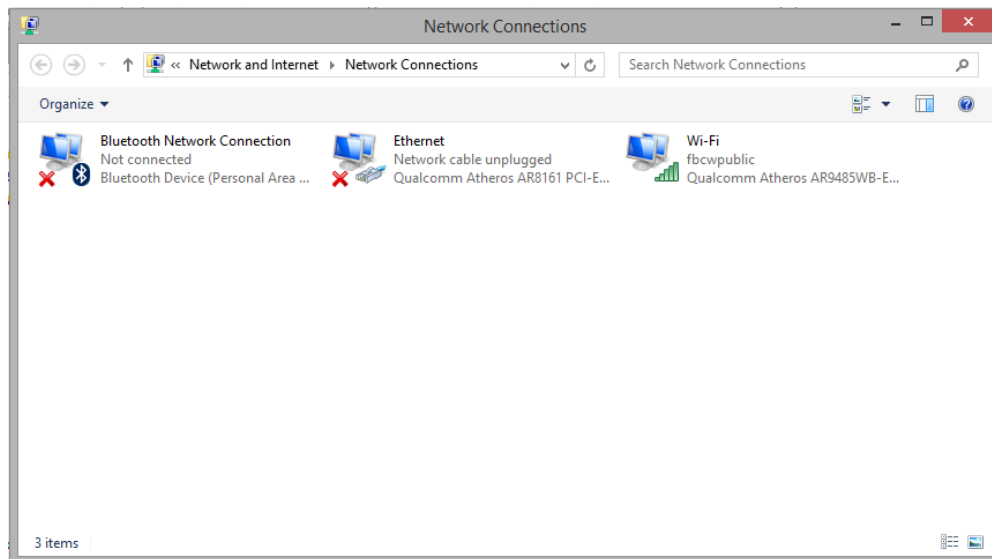 Network Connections
« Network and Internet Network Connections
Search Network Connections
Organize
Bluetooth Network Connection
Not connected
Bluetooth Device (Personal Area ...
Ethernet
Network cable unplugged
Qualcomm Atheros AR8161 PCI-E...
Wi-Fi
fbcwpublic
Qualcomm Atheros AR9485WB-E...
3 items